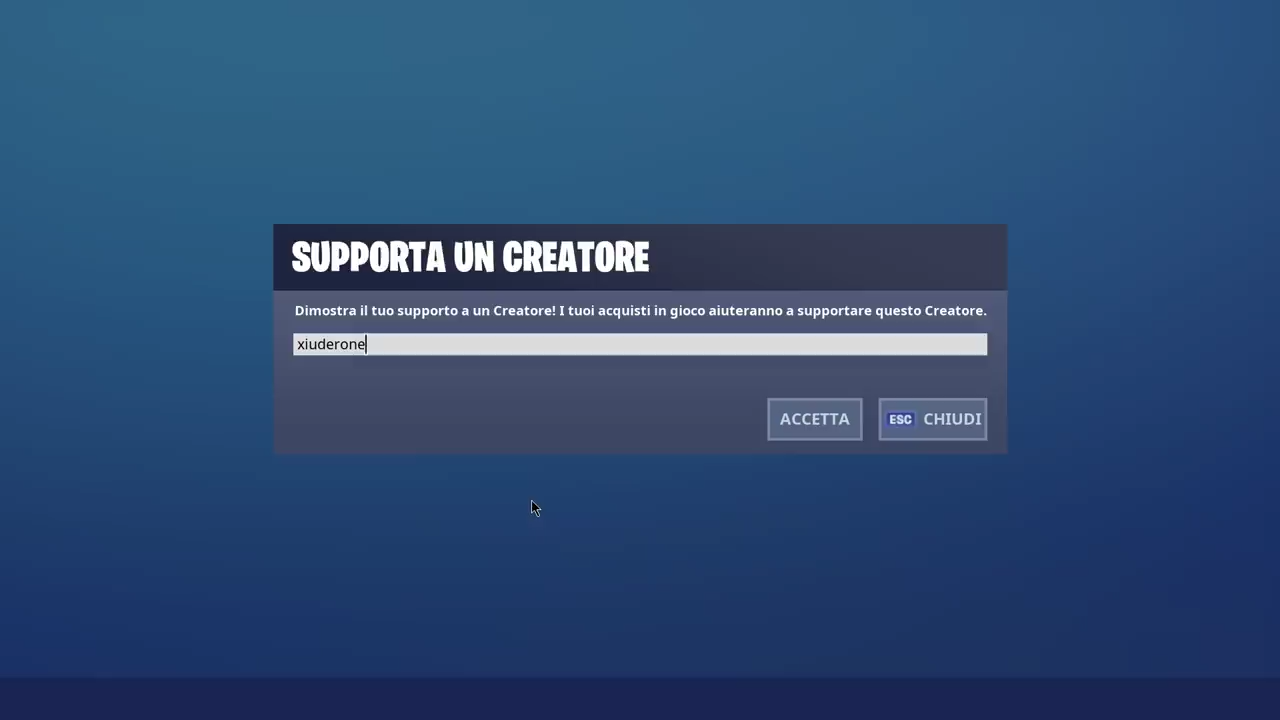 SUPPORTA UN CREATORE
Dimostra il tuo supporto a un Creatore! I tuoi acquisti in gioco aiuteranno a supportare questo Creatore.
xiuderone
ACCETTA
ESC CHIUDI